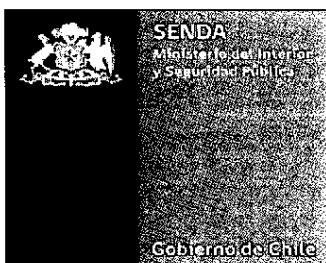 SENDA
Ministerio del Interior
y Seguridad Pública
Gobierno de Chile